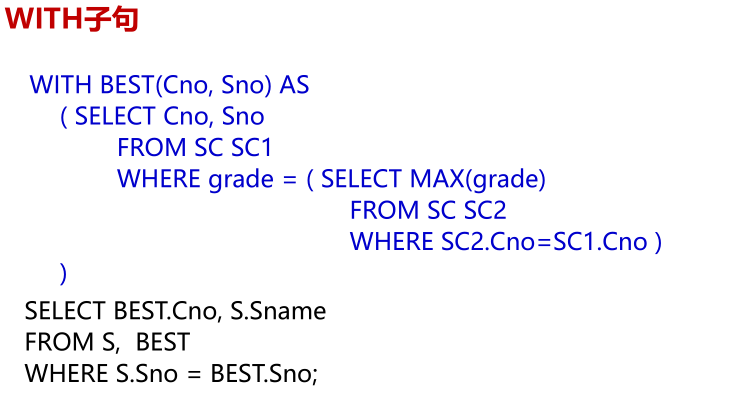 WITH子句
WITH BEST(Cno, Sno) AS
( SELECT Cno, Sno
FROM SC SC1
WHERE grade = ( SELECT MAX(grade)
FROM SC SC2
WHERE SC2.Cno=SC1.Cno )
)
SELECT BEST.Cno, S.Sname
FROM S, BEST
WHERE S.Sno = BEST.Sno;